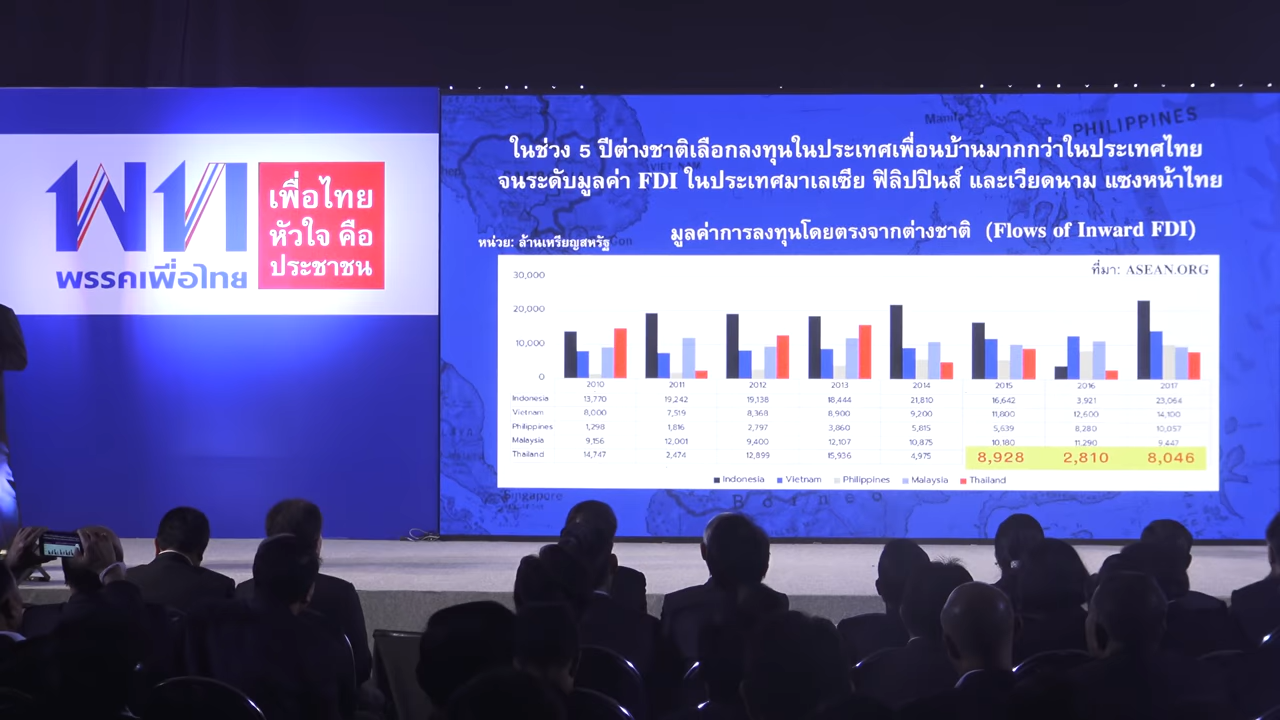 พท
พรรคเพื่อไทย
เพื่อไทย
หัวใจ คือ
ประชาชน
ในช่วง 5 ปีต่างชาติเลือกลงทุนในประเทศเพื่อนบ้านมากกว่าในประเทศไทย
จนระดับมูลค่า FDI ในประเทศมาเลเซีย ฟิลิปปินส์ และเวียดนาม แซงหน้าไทย
มูลค่าการลงทุนโดยตรงจากต่างชาติ (Flows of Inward FDI)
หน่วย: ล้านเหรียญสหรัฐ
ที่มา: ASEAN.ORG
30,000
20,000
10,000
0
2010 2011 2012 2013 2014 2015 2016 2017
Indonesia 13,770 19,242 19,138 18,444 21,810 16,642 3,921 23,064
Vietnam 8,000 7,519 8,368 8,900 9,200 11,800 12,600 14,100
Philippines 1,298 1,816 2,797 3,860 5,815 5,639 8,280 10,057
Malaysia 9,156 12,001 9,400 12,107 10,875 10,180 11,290 9,447
Thailand 14,747 2,474 12,899 15,936 4,975 8,928 2,810 8,046
Indonesia Vietnam Philippines Malaysia Thailand
PHILIPPINES
Manila
Singapore
Borneo